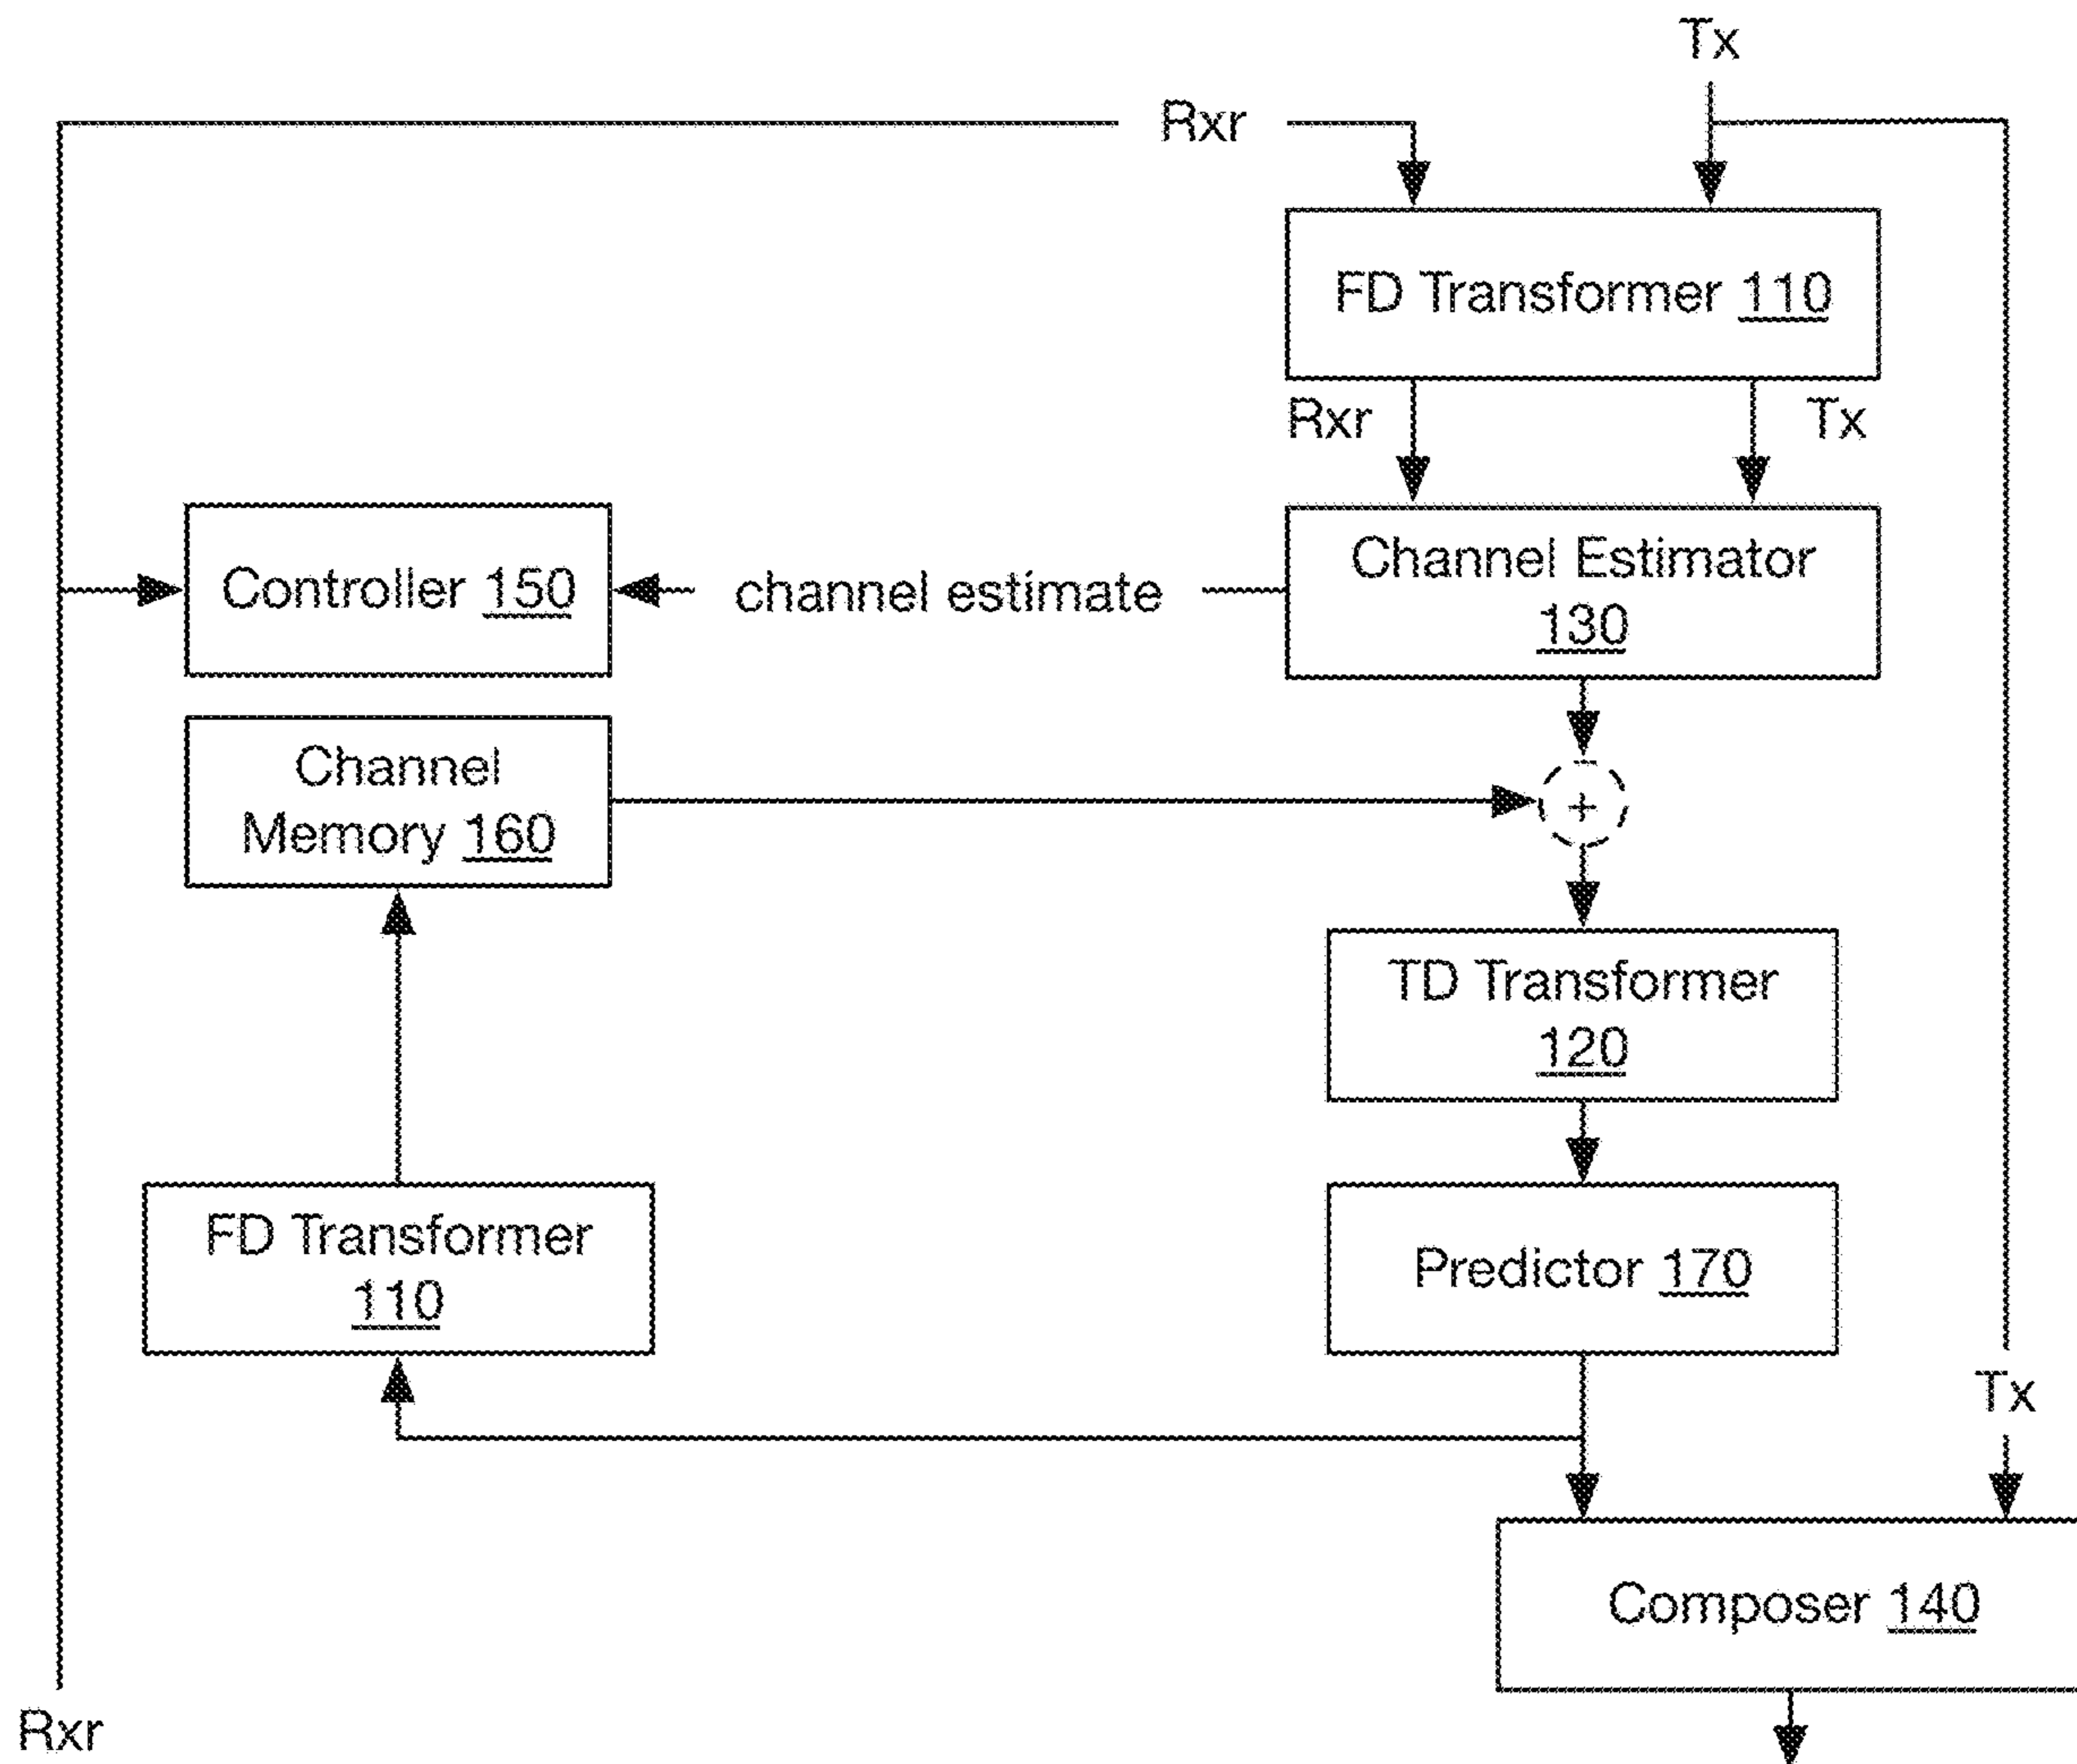 Tx
Rxr
FD Transformer 110
Rxr
Tx
Controller 150
channel estimate
Channel Estimator
130
Channel
Memory 160
+
TD Transformer
120
FD Transformer
110
Predictor 170
Tx
Composer 140
Rxr